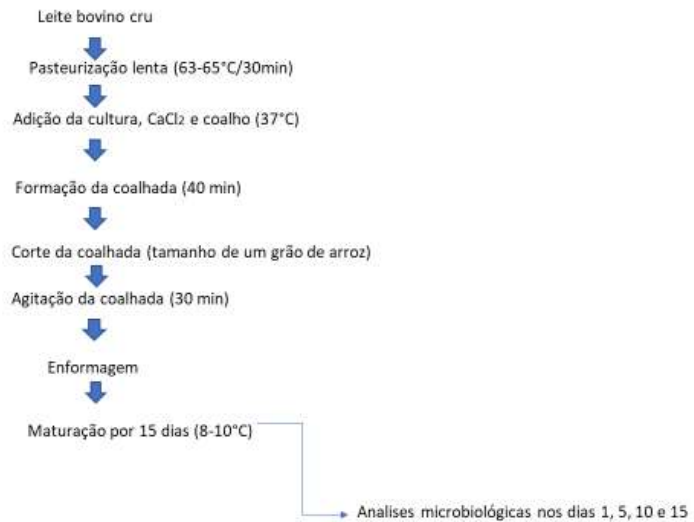 Leite bovino cru
Pasteurização lenta (63-65°C/30min)
Adição da cultura, CaCl2 e coalho (37°C)
Formação da coalhada (40 min)
Corte da coalhada (tamanho de um grão de arroz)
Agitação da coalhada (30 min)
Enformagem
Maturação por 15 dias (8-10°C)
Analises microbiológicas nos dias 1, 5, 10 e 15